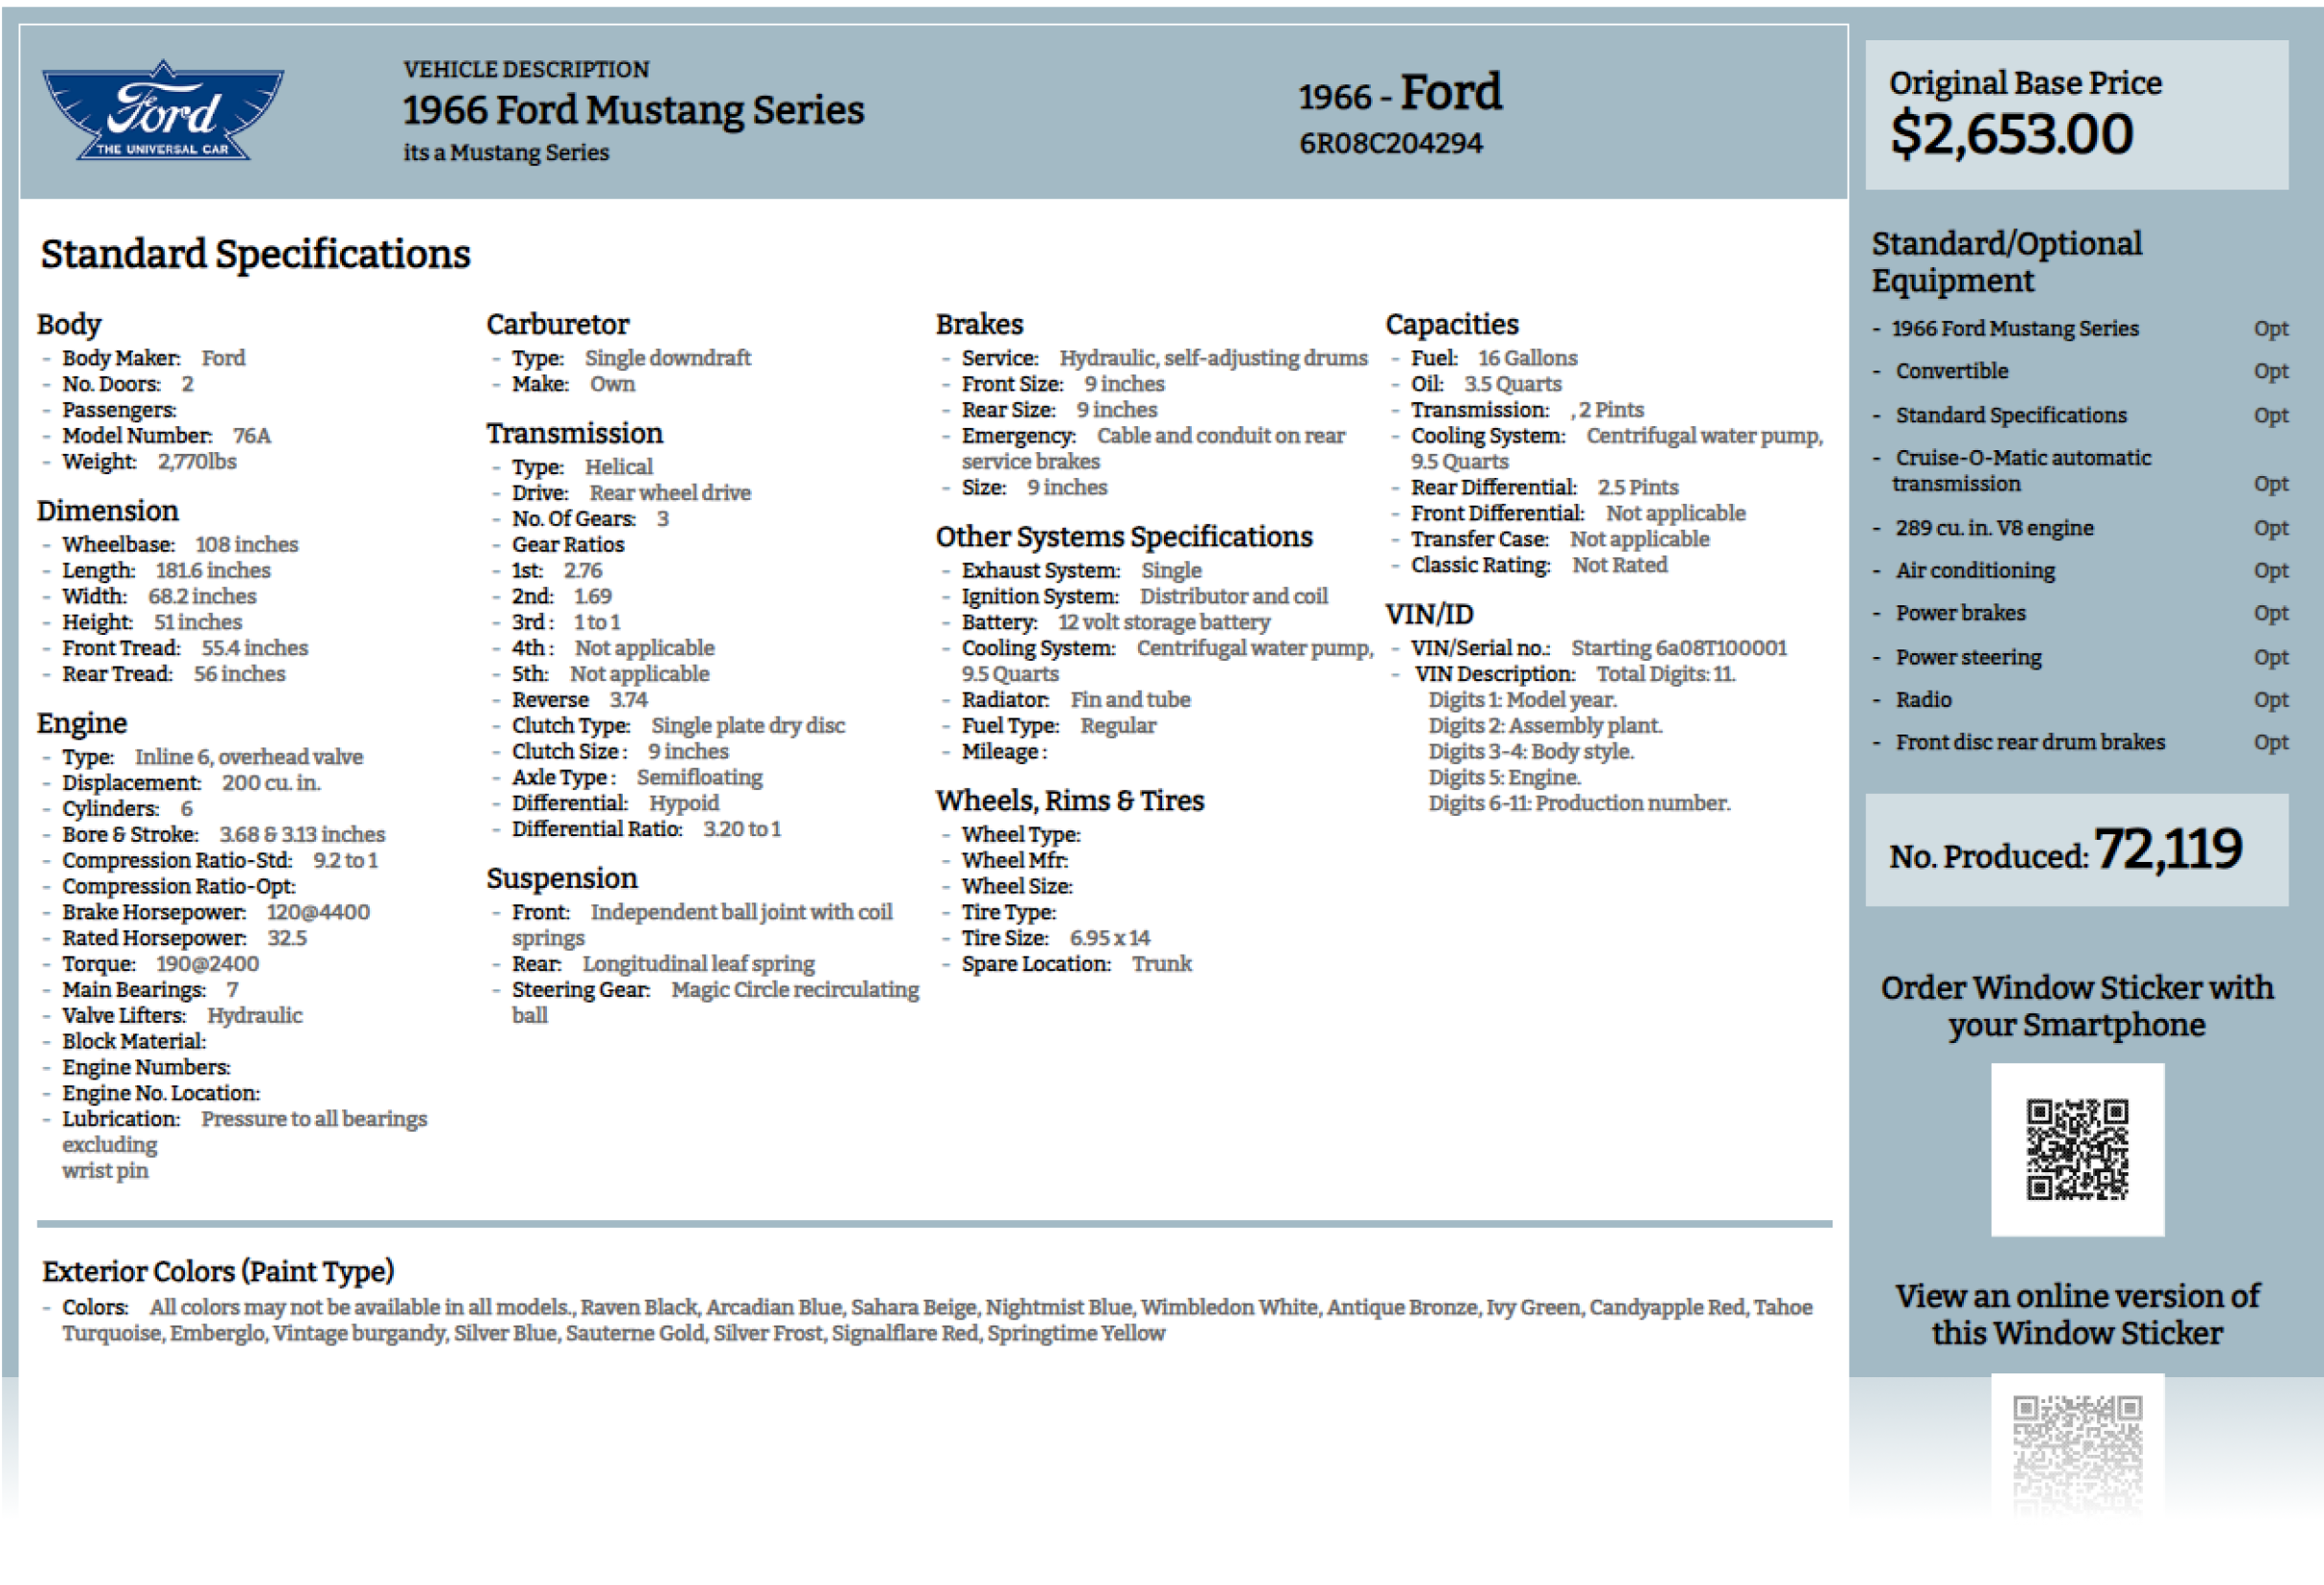 Ford
THE UNIVERSAL CAR
VEHICLE DESCRIPTION
1966 Ford Mustang Series
its a Mustang Series
1966 - Ford
6R08C204294
Original Base Price
$2,653.00
Standard Specifications
Body
- Body Maker: Ford
- No. Doors: 2
- Passengers:
- Model Number: 76A
- Weight: 2,770lbs
Dimension
- Wheelbase: 108 inches
- Length: 181.6 inches
- Width: 68.2 inches
- Height: 51 inches
- Front Tread: 55.4 inches
- Rear Tread: 56 inches
Engine
- Type: Inline 6, overhead valve
- Displacement: 200 cu. in.
- Cylinders: 6
- Bore & Stroke: 3.68 & 3.13 inches
- Compression Ratio-Std: 9.2 to 1
- Compression Ratio-Opt:
- Brake Horsepower: 120@4400
- Rated Horsepower: 32.5
- Torque: 190@2400
- Main Bearings: 7
- Valve Lifters: Hydraulic
- Block Material:
- Engine Numbers:
- Engine No. Location:
- Lubrication: Pressure to all bearings
excluding
wrist pin
Carburetor
- Type: Single downdraft
- Make: Own
Transmission
- Type: Helical
- Drive: Rear wheel drive
- No. Of Gears: 3
- Gear Ratios
- 1st: 2.76
- 2nd: 1.69
- 3rd : 1 to 1
- 4th : Not applicable
- 5th: Not applicable
- Reverse 3.74
- Clutch Type: Single plate dry disc
- Clutch Size : 9 inches
- Axle Type : Semifloating
- Differential: Hypoid
- Differential Ratio: 3.20 to 1
Suspension
- Front: Independent ball joint with coil
springs
- Rear: Longitudinal leaf spring
- Steering Gear: Magic Circle recirculating
ball
Brakes
- Service: Hydraulic, self-adjusting drums
- Front Size: 9 inches
- Rear Size: 9 inches
- Emergency: Cable and conduit on rear
service brakes
- Size: 9 inches
Other Systems Specifications
- Exhaust System: Single
- Ignition System: Distributor and coil
- Battery: 12 volt storage battery
- Cooling System: Centrifugal water pump,
9.5 Quarts
- Radiator: Fin and tube
- Fuel Type: Regular
- Mileage :
Wheels, Rims & Tires
- Wheel Type:
- Wheel Mfr:
- Wheel Size:
- Tire Type:
- Tire Size: 6.95 x 14
- Spare Location: Trunk
Capacities
- Fuel: 16 Gallons
- Oil: 3.5 Quarts
- Transmission: , 2 Pints
- Cooling System: Centrifugal water pump,
9.5 Quarts
- Rear Differential: 2.5 Pints
- Front Differential: Not applicable
- Transfer Case: Not applicable
- Classic Rating: Not Rated
VIN/ID
- VIN/Serial no.: Starting 6a08T100001
- VIN Description: Total Digits: 11.
Digits 1: Model year.
Digits 2: Assembly plant.
Digits 3-4: Body style.
Digits 5: Engine.
Digits 6-11: Production number.
Exterior Colors (Paint Type)
- Colors: All colors may not be available in all models., Raven Black, Arcadian Blue, Sahara Beige, Nightmist Blue, Wimbledon White, Antique Bronze, Ivy Green, Candyapple Red, Tahoe
Turquoise, Emberglo, Vintage burgandy, Silver Blue, Sauterne Gold, Silver Frost, Signalflare Red, Springtime Yellow
Standard/Optional
Equipment
- 1966 Ford Mustang Series Opt
- Convertible Opt
- Standard Specifications Opt
- Cruise-O-Matic automatic
transmission Opt
- 289 cu. in. V8 engine Opt
- Air conditioning Opt
- Power brakes Opt
- Power steering Opt
- Radio Opt
- Front disc rear drum brakes Opt
No. Produced: 72,119
Order Window Sticker with
your Smartphone
View an online version of
this Window Sticker